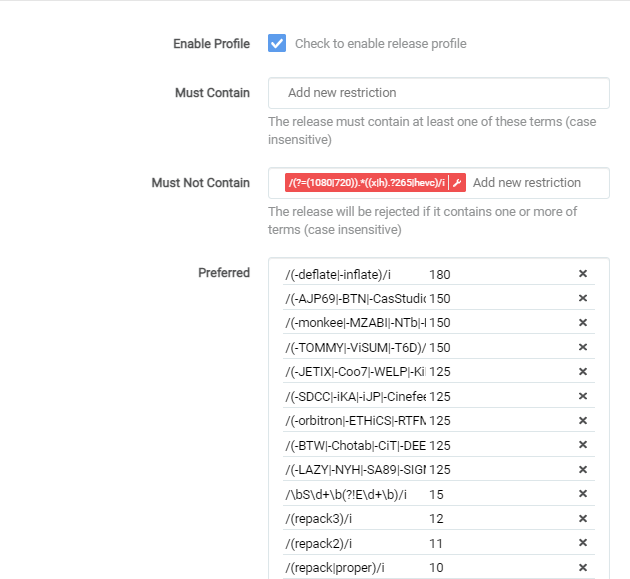 Enable Profile Check to enable release profile
Must Contain Add new restriction
The release must contain at least one of these terms (case
insensitive)
Must Not Contain /(?=(1080|720)).*((x|h).?265|hevc)/i Add new restriction
The release will be rejected if it contains one or more of
terms (case insensitive)
Preferred /(-deflate|-inflate)/i 180
/(-AJP69|-BTN|-CasStudio 150
/(-monkee|-MZABI|-NTb|- 150
/(-TOMMY|-ViSUM|-T6D)/ 150
/(-JETIX|-Coo7|-WELP|-Ki 125
/(-SDCC|-iKA|-iJP|-Cinefee 125
/(-orbitron|-ETHiCS|-RTFM 125
/(-BTW|-Chotab|-CiT|-DEE 125
/(-LAZY|-NYH|-SA89|-SIGM 125
/\bS\d+\b(?!E\d+\b)/i 15
/(repack3)/i 12
/(repack2)/i 11
/(repack|proper)/i 10